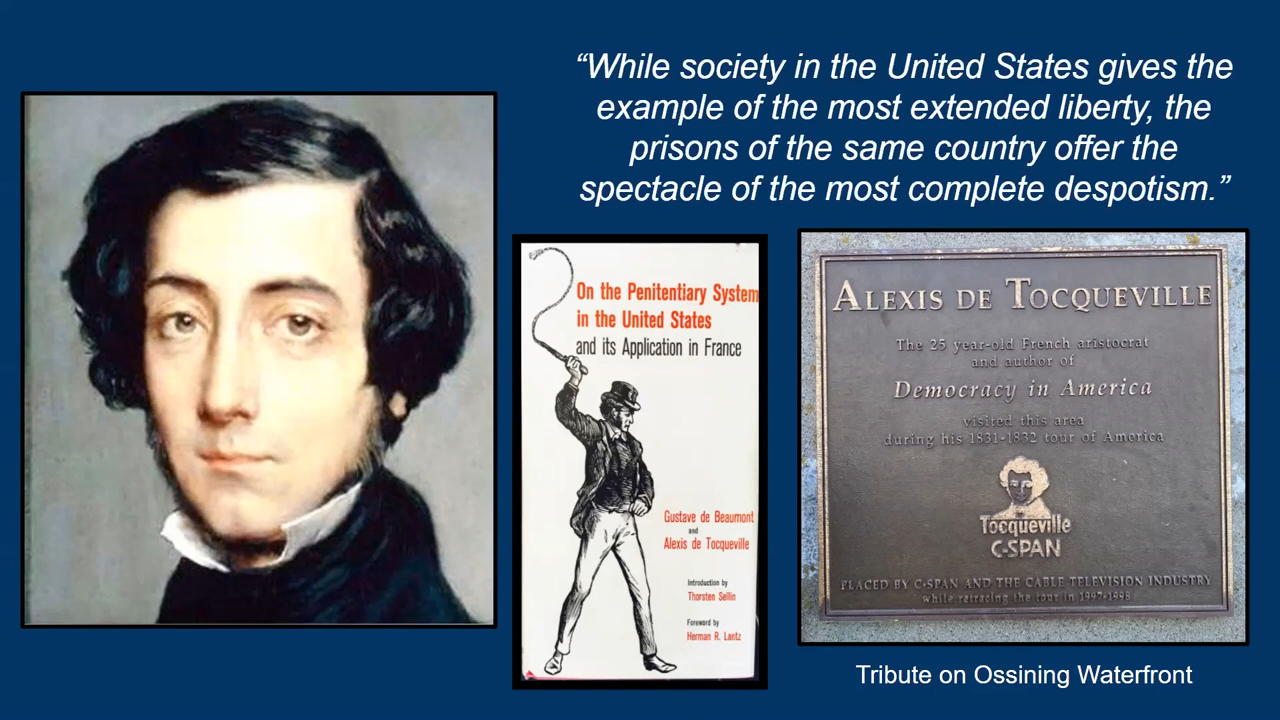 “While society in the United States gives the
example of the most extended liberty, the
prisons of the same country offer the
spectacle of the most complete despotism.”
On the Penitentiary System
in the United States
and its Application in France
Gustave de Beaumont
and
Alexis de Tocqueville
Introduction by
Thorsten Sellin
Foreword by
Herman R. Lantz
ALEXIS DE TOCQUEVILLE
The 25 year-old French aristocrat
and author of
Democracy in America
visited this area
during his 1831-1832 tour of America
Tocqueville
C-SPAN
PLACED BY C-SPAN AND THE CABLE TELEVISION INDUSTRY
while retracing the tour in 1997-1998
Tribute on Ossining Waterfront